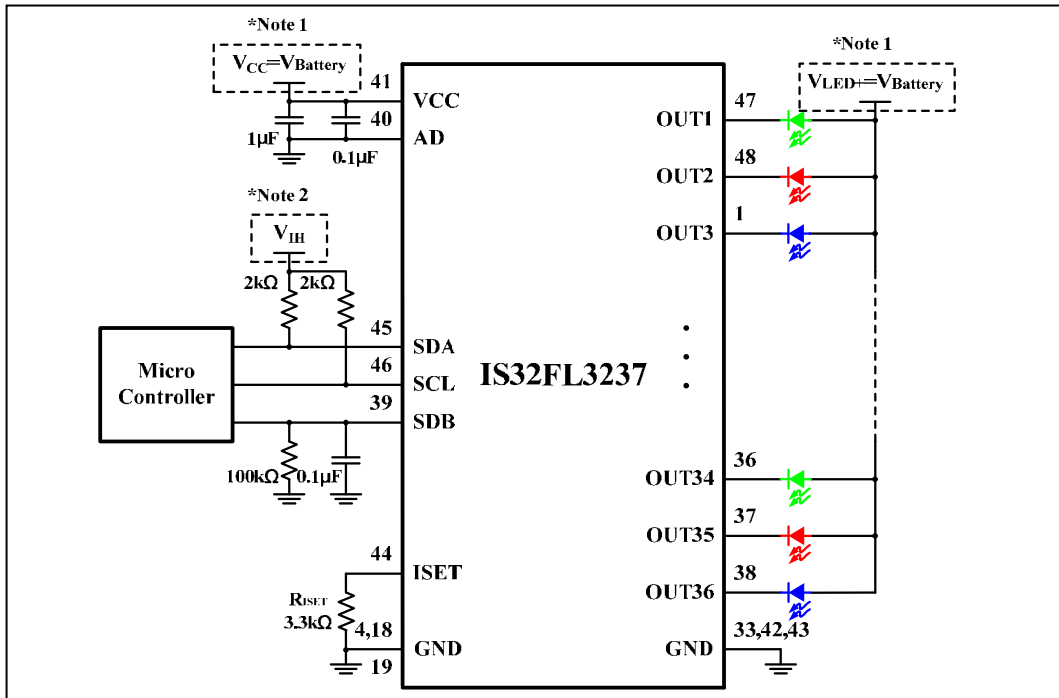 *Note 1
VCC=VBattery
41
VCC
40
AD
1μF
0.1μF
*Note 2
VIH
2kΩ 2kΩ
45
SDA
46
SCL
39
SDB
Micro
Controller
100kΩ
0.1μF
44
ISET
RISET
3.3kΩ
4,18
GND
19
IS32FL3237
*Note 1
VLED+=VBattery
47
OUT1
48
OUT2
1
OUT3
36
OUT34
37
OUT35
38
OUT36
33,42,43
GND